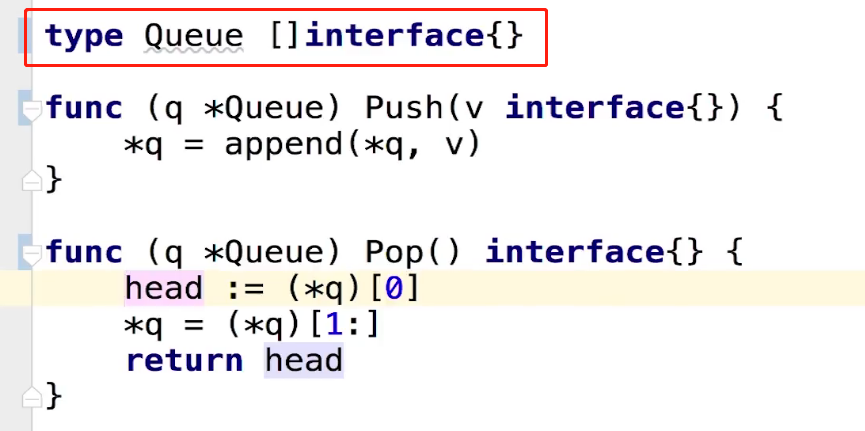 type Queue []interface{}
func (q *Queue) Push(v interface{}) {
*q = append(*q, v)
}
func (q *Queue) Pop() interface{} {
head := (*q)[0]
*q = (*q)[1:]
return head
}